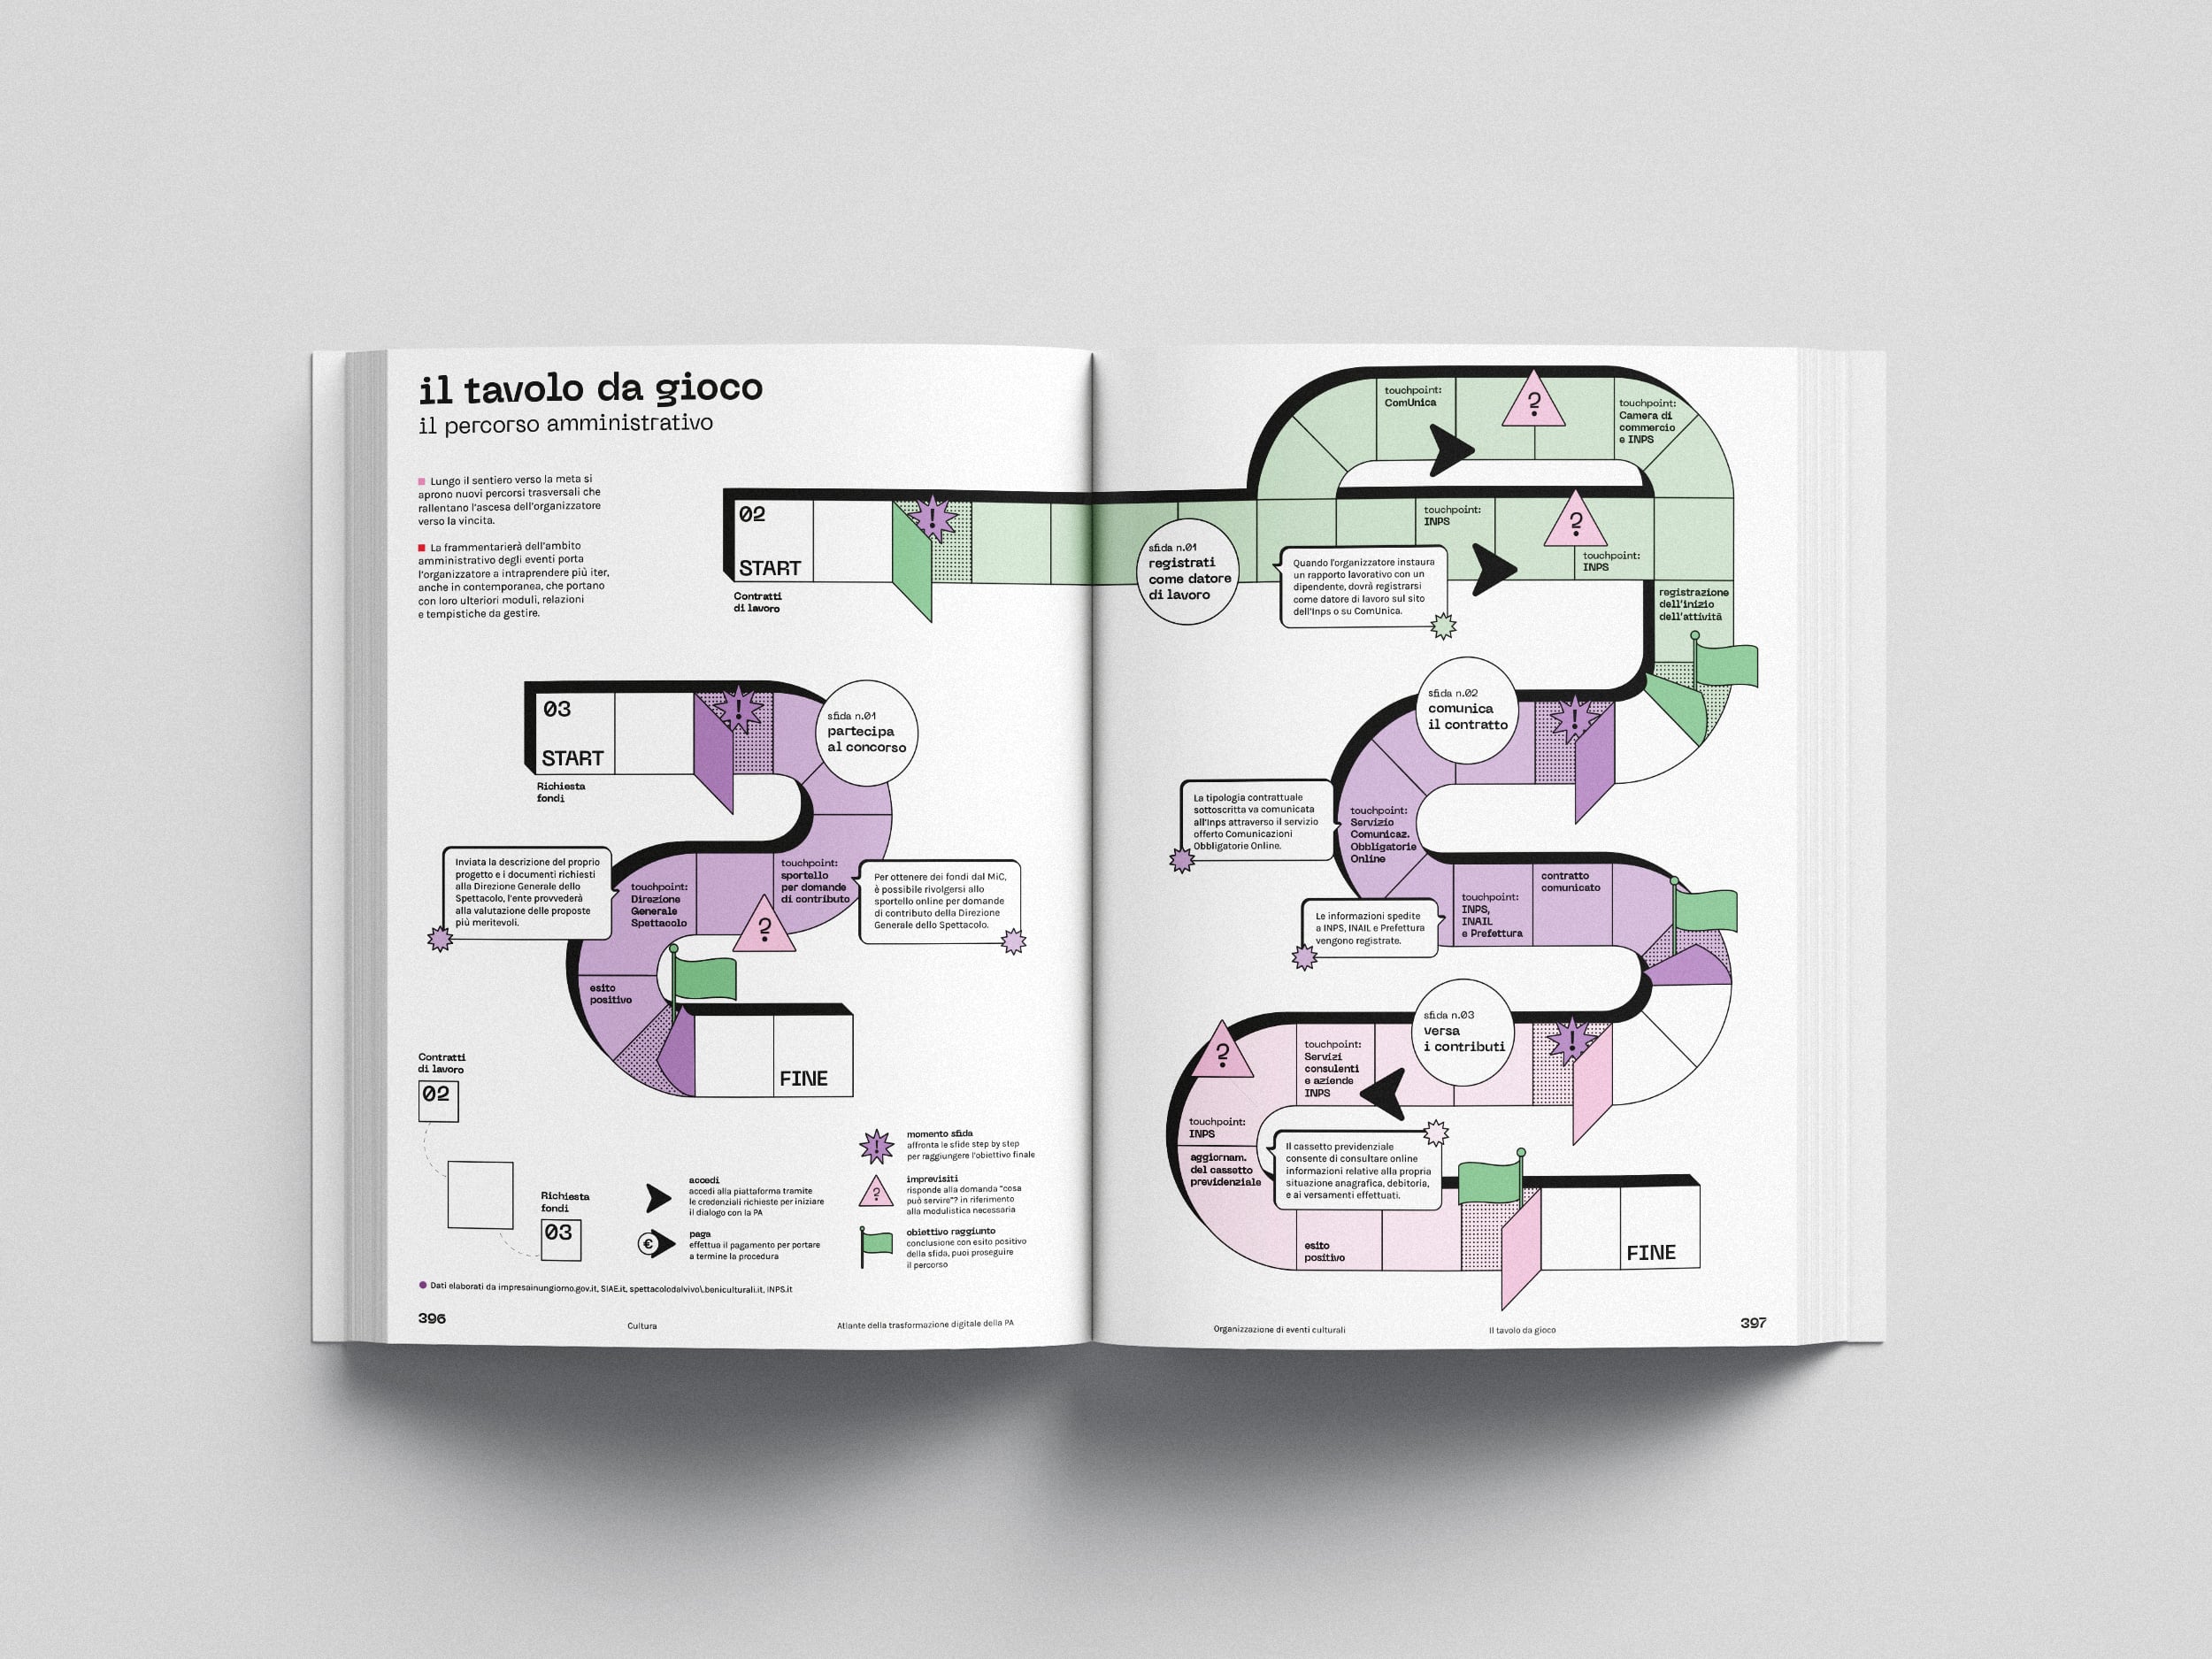 il tavolo da gioco
il percorso amministrativo
Lungo il sentiero verso la meta si
aprono nuovi percorsi trasversali che
rallentano l'ascesa dell'organizzatore
verso la vincita.
La frammentarierà dell'ambito
amministrativo degli eventi porta
l'organizzatore a intraprendere più iter,
anche in contemporanea, che portano
con loro ulteriori moduli, relazioni
e tempistiche da gestire.
02
START
Contratti
di lavoro
!
03
START
Richiesta
fondi
!
sfida n.01
partecipa
al concorso
touchpoint:
sportello
per domande
di contributo
Per ottenere dei fondi dal MiC,
è possibile rivolgersi allo
sportello online per domande
di contributo della Direzione
Generale dello Spettacolo.
?
touchpoint:
Direzione
Generale
Spettacolo
Inviata la descrizione del proprio
progetto e i documenti richiesti
alla Direzione Generale dello
Spettacolo, l'ente provvederà
alla valutazione delle proposte
più meritevoli.
esito
positivo
FINE
Contratti
di lavoro
02
Richiesta
fondi
03
accedi
accedi alla piattaforma tramite
le credenziali richieste per iniziare
il dialogo con la PA
€
paga
effettua il pagamento per portare
a termine la procedura
!
momento sfida
affronta le sfide step by step
per raggiungere l'obiettivo finale
?
imprevisiti
risponde alla domanda "cosa
può servire"? in riferimento
alla modulistica necessaria
obiettivo raggiunto
conclusione con esito positivo
della sfida, puoi proseguire
il percorso
Dati elaborati da impresainungiorno.gov.it, SIAE.it, spettacolodalvivo\.beniculturali.it, INPS.it
396
Cultura
Atlante della trasformazione digitale della PA
sfida n.01
registrati
come datore
di lavoro
Quando l'organizzatore instaura
un rapporto lavorativo con un
dipendente, dovrà registrarsi
come datore di lavoro sul sito
dell'Inps o su ComUnica.
touchpoint:
ComUnica
?
touchpoint:
Camera di
commercio
e INPS
touchpoint:
INPS
?
touchpoint:
INPS
registrazione
dell'inizio
dell'attività
sfida n.02
comunica
il contratto
!
La tipologia contrattuale
sottoscritta va comunicata
all'Inps attraverso il servizio
offerto Comunicazioni
Obbligatorie Online.
touchpoint:
Servizio
Comunicaz.
Obbligatorie
Online
Le informazioni spedite
a INPS, INAIL e Prefettura
vengono registrate.
touchpoint:
INPS,
INAIL
e Prefettura
contratto
comunicato
sfida n.03
versa
i contributi
!
touchpoint:
Servizi
consulenti
e aziende
INPS
?
touchpoint:
INPS
aggiornam.
del cassetto
previdenziale
Il cassetto previdenziale
consente di consultare online
informazioni relative alla propria
situazione anagrafica, debitoria,
e ai versamenti effettuati.
esito
positivo
FINE
Organizzazione di eventi culturali
Il tavolo da gioco
397